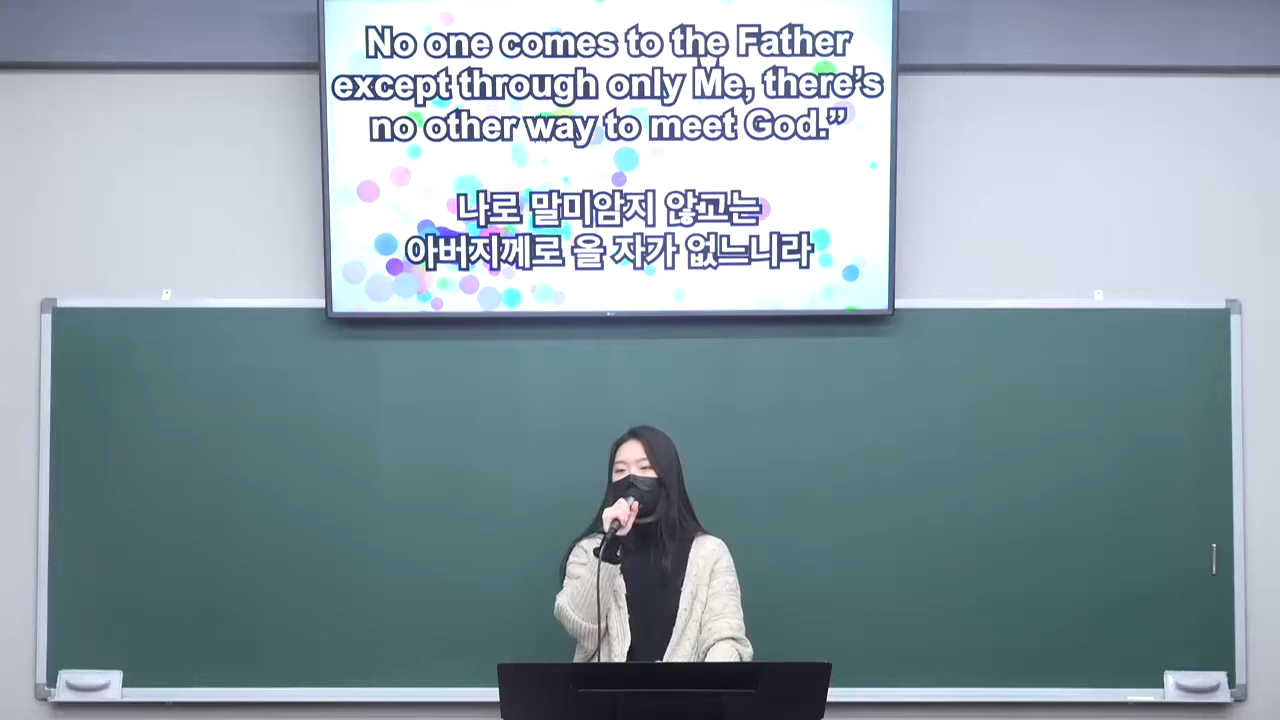 No one comes to the Father
except through only Me, there's
no other way to meet God.”
나로 말미암지 않고는
아버지께로 올 자가 없느니라